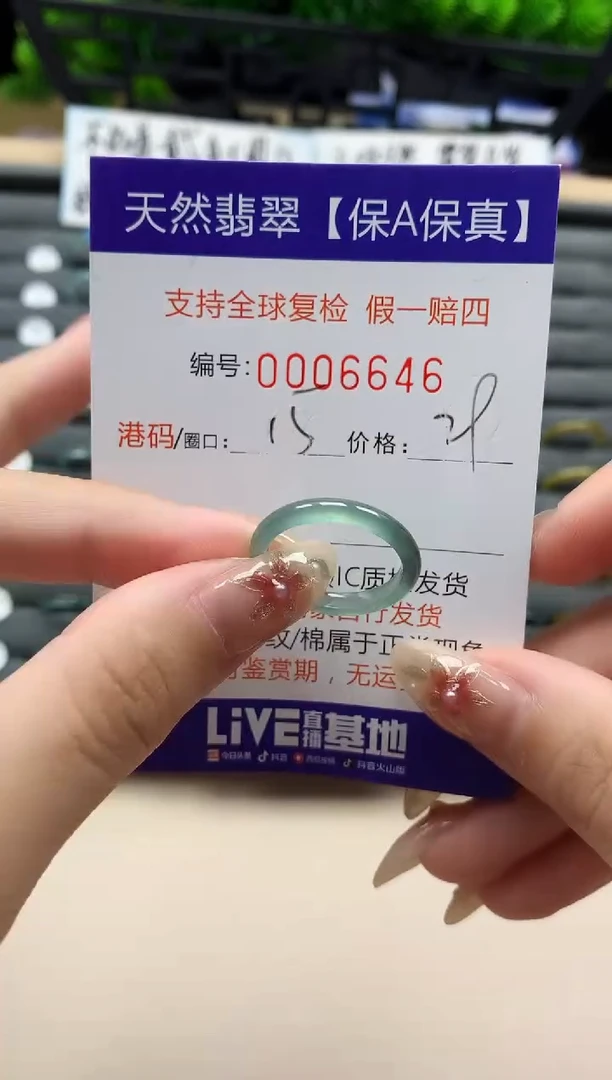 天然翡翠【保A保真】
支持全球复检 假一赔四
编号:0006646
港码/圈口: 15 价格:
IC质检发货
发货
纹/棉属于正常现象
鉴赏期,无运
LiVE直播基地
今日头条 抖音 西瓜视频 抖音火山版